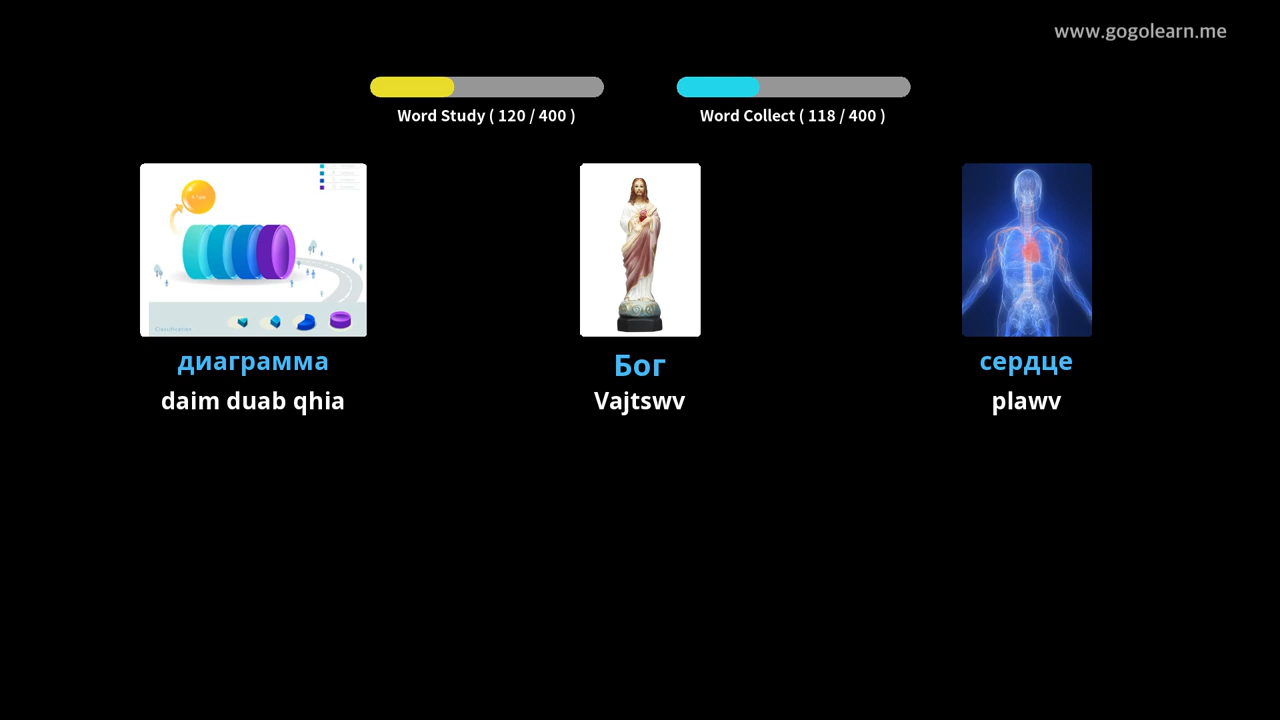 www.gogolearn.me
Word Study ( 120 / 400 )
Word Collect ( 118 / 400 )
диаграмма
Бог
сердце
daim duab qhia
Vajtswv
plawv